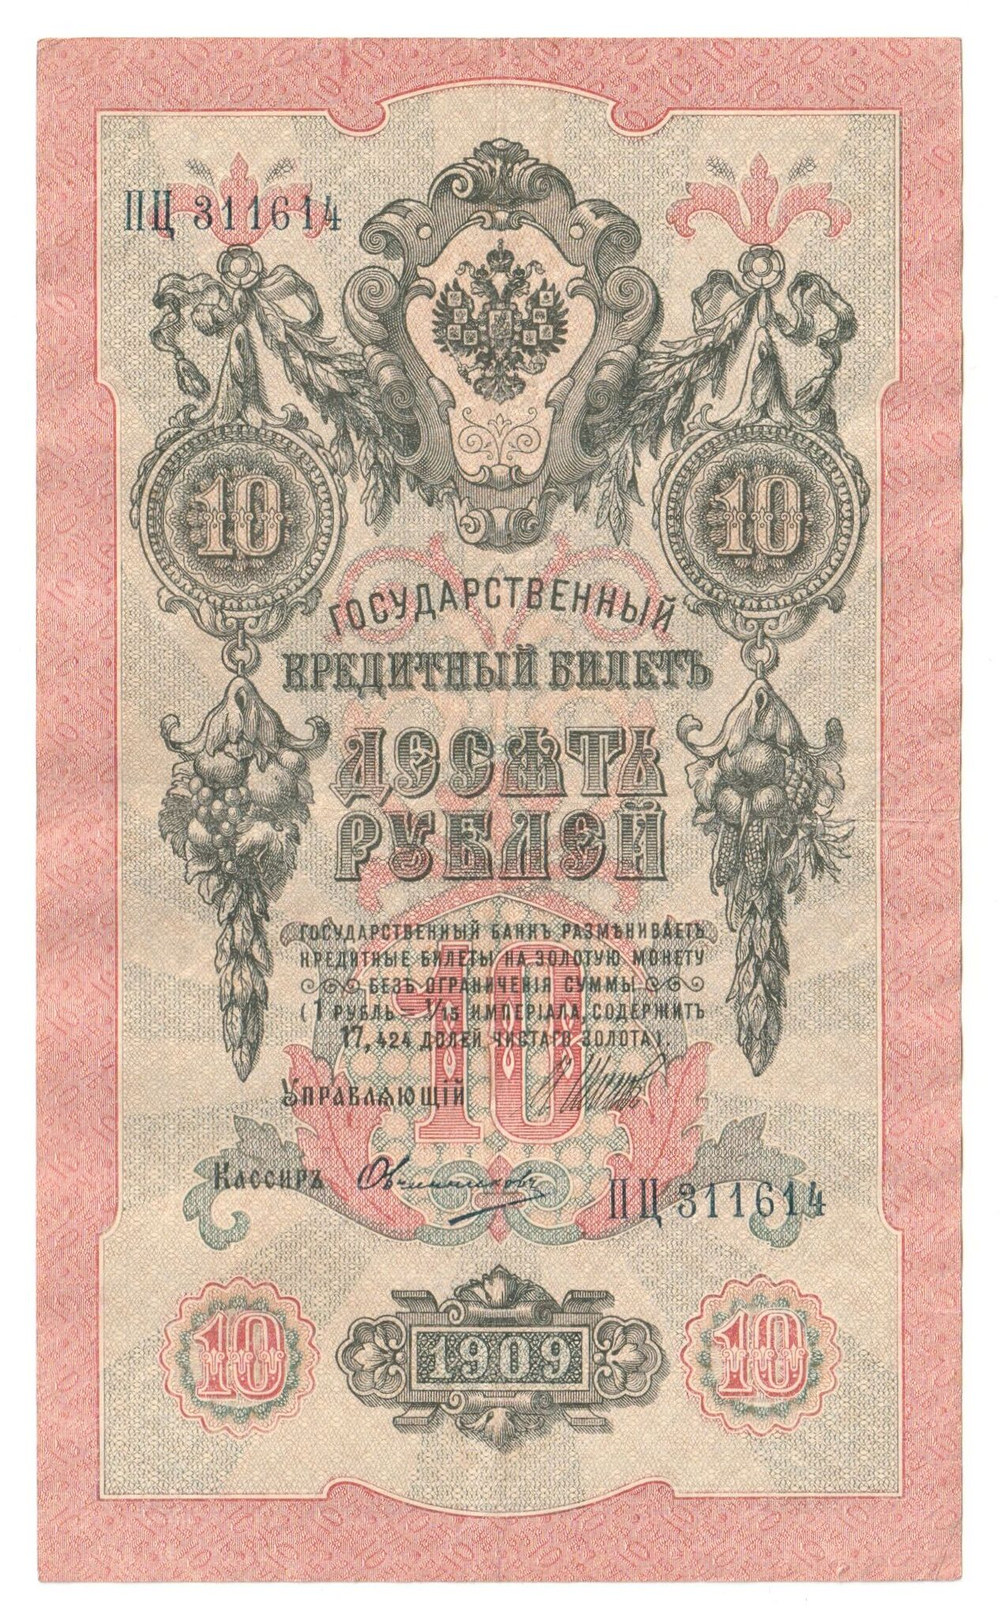 ПЦ 311614
10 10
ГОСУДАРСТВЕННЫЙ
КРЕДИТНЫЙ БИЛЕТЪ
ДЕСЯТЬ
РУБЛЕЙ
ГОСУДАРСТВЕННЫЙ БАНКЪ РАЗМѢНИВАЕТЪ
КРЕДИТНЫЕ БИЛЕТЫ НА ЗОЛОТУЮ МОНЕТУ
БЕЗЪ ОГРАНИЧЕНІЯ СУММЫ
(1 РУБЛЬ = 1/15 ИМПЕРІАЛА, СОДЕРЖИТЪ
17,424 ДОЛЕЙ ЧИСТАГО ЗОЛОТА).
10
УПРАВЛЯЮЩІЙ
КАССИРЪ Овчинниковъ
ПЦ 311614
10 1909 10